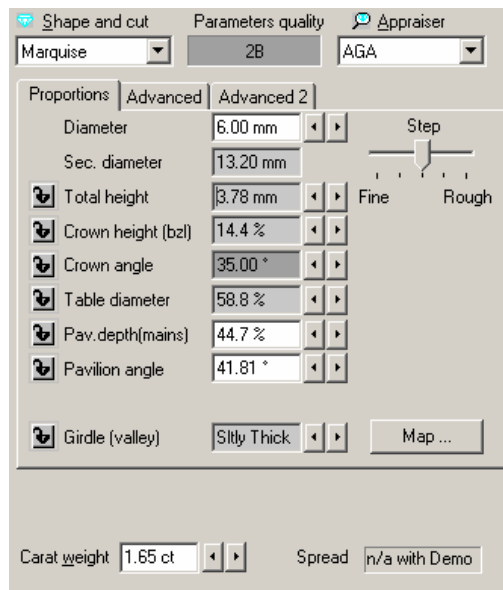 Shape and cut Parameters quality Appraiser
Marquise 2B AGA
Proportions Advanced Advanced 2
Diameter 6.00 mm Step
Sec. diameter 13.20 mm
Total height 3.78 mm Fine Rough
Crown height (bzl) 14.4 %
Crown angle 35.00 °
Table diameter 58.8 %
Pav.depth(mains) 44.7 %
Pavilion angle 41.81 °
Girdle (valley) Sltly Thick Map ...
Carat weight 1.65 ct Spread n/a with Demo